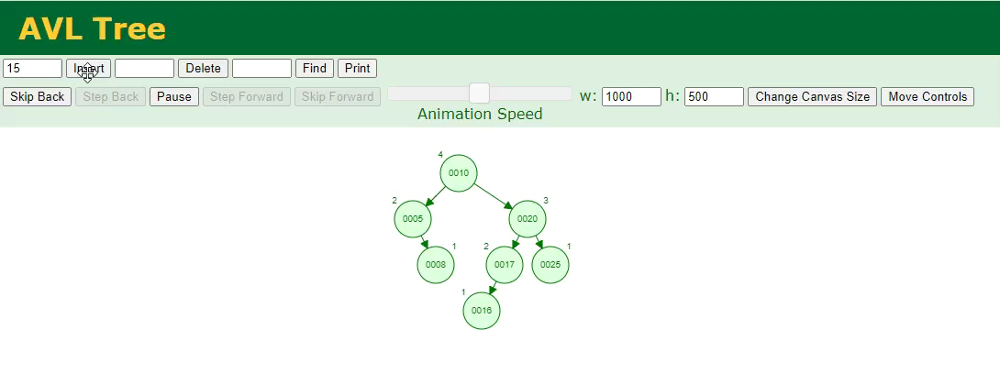 AVL Tree
15 Insert Delete Find Print
Skip Back Step Back Pause Step Forward Skip Forward w: 1000 h: 500 Change Canvas Size Move Controls
Animation Speed
4
0010
2 3
0005 0020
1 2 1
0008 0017 0025
1
0016